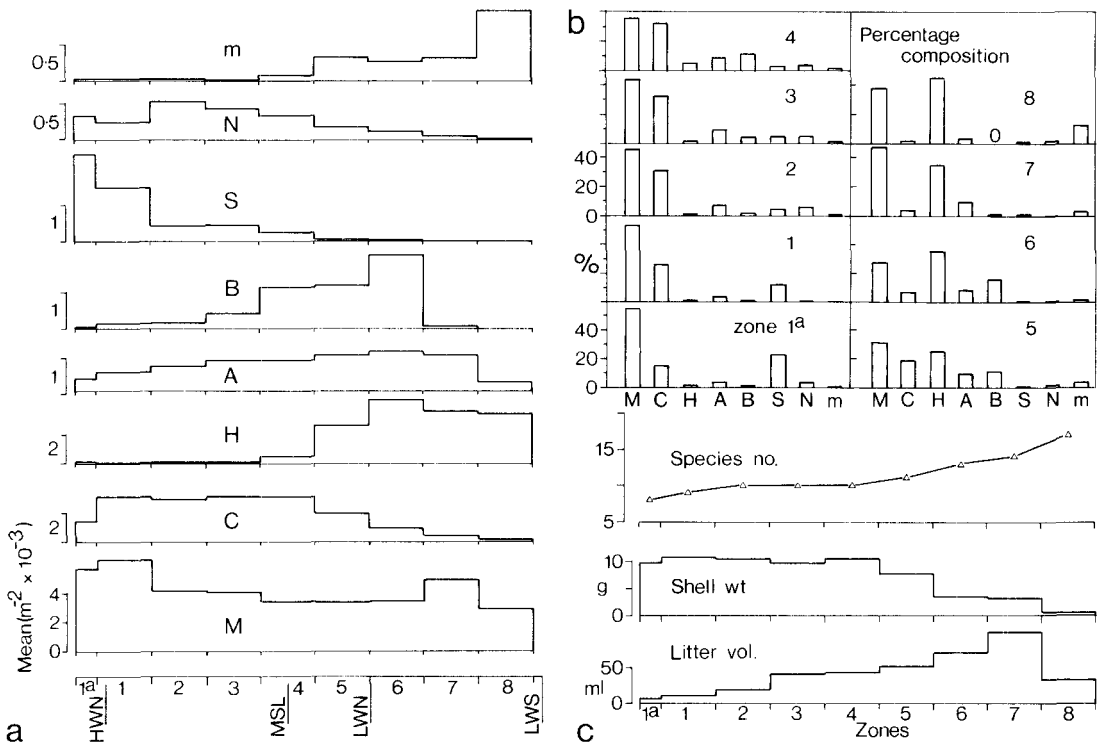 m
0·5
N
0·5
S
1
B
1
A
1
H
2
C
2
M
4
2
0
Mean(m⁻² × 10⁻³)
1ª 1 2 3 4 5 6 7 8
HWN MSL LWN LWS
a
b
4
3
40
20
0
2
%
1
zone 1ª
40
20
0
M C H A B S N m
Percentage
composition
8
0
7
6
5
M C H A B S N m
15
5
Species no.
10
g
0
Shell wt
50
ml
Litter vol.
1ª 1 2 3 4 5 6 7 8
Zones
c